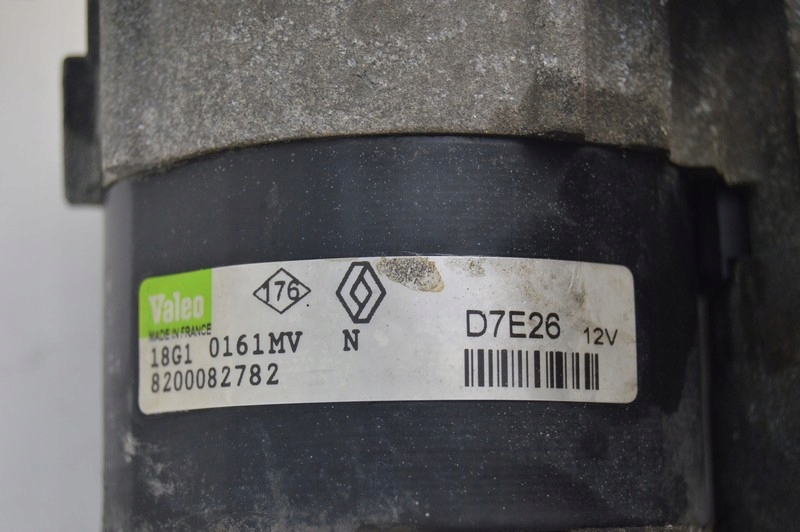 Valeo
MADE IN FRANCE
176
18G1 0161MV N
8200082782
D7E26 12V